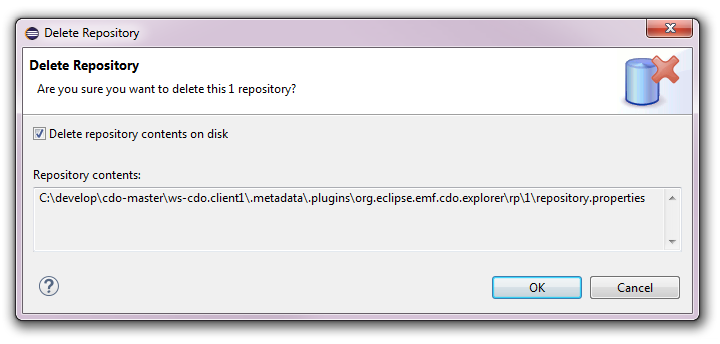 Delete Repository
Delete Repository
Are you sure you want to delete this 1 repository?
Delete repository contents on disk
Repository contents:
C:\develop\cdo-master\ws-cdo.client1\.metadata\.plugins\org.eclipse.emf.cdo.explorer\rp\1\repository.properties
?
OK Cancel